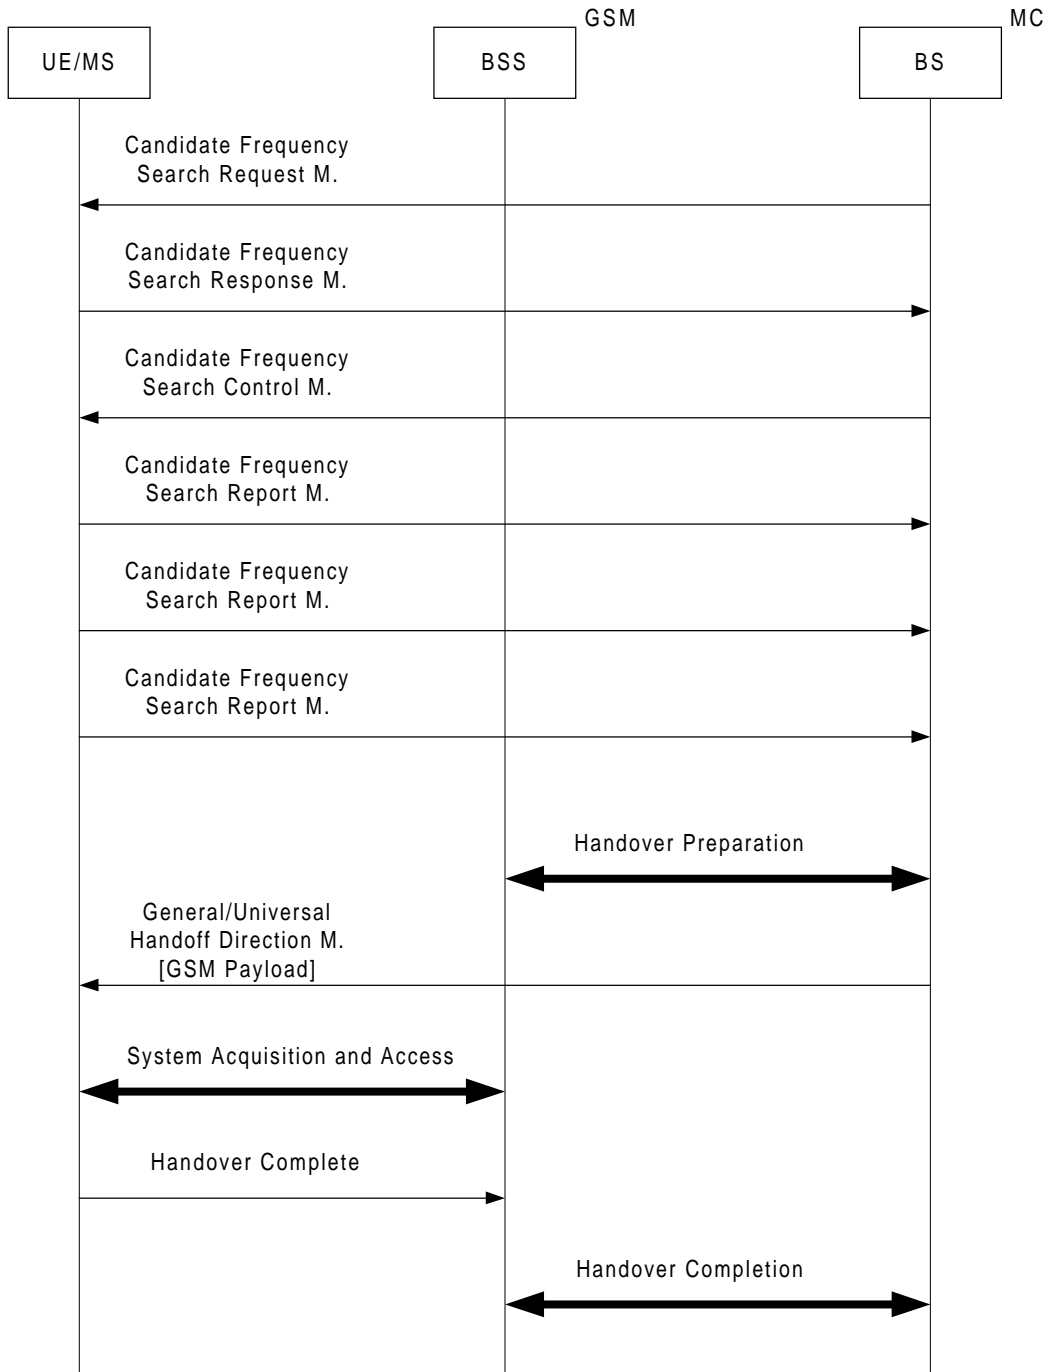 GSM
MC
UE/MS
BSS
BS
Candidate Frequency
Search Request M.
Candidate Frequency
Search Response M.
Candidate Frequency
Search Control M.
Candidate Frequency
Search Report M.
Candidate Frequency
Search Report M.
Candidate Frequency
Search Report M.
Handover Preparation
General/Universal
Handoff Direction M.
[GSM Payload]
System Acquisition and Access
Handover Complete
Handover Completion